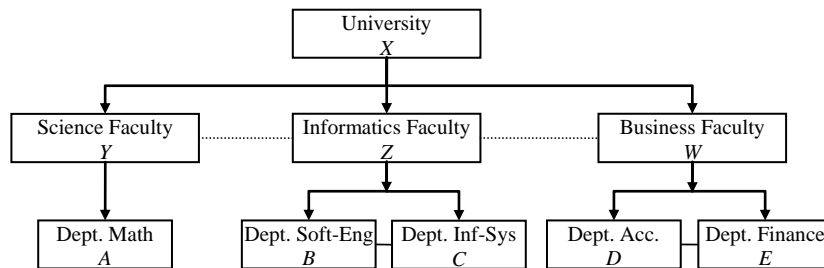 University
X
Science Faculty
Y
Informatics Faculty
Z
Business Faculty
W
Dept. Math
A
Dept. Soft-Eng
B
Dept. Inf-Sys
C
Dept. Acc.
D
Dept. Finance
E